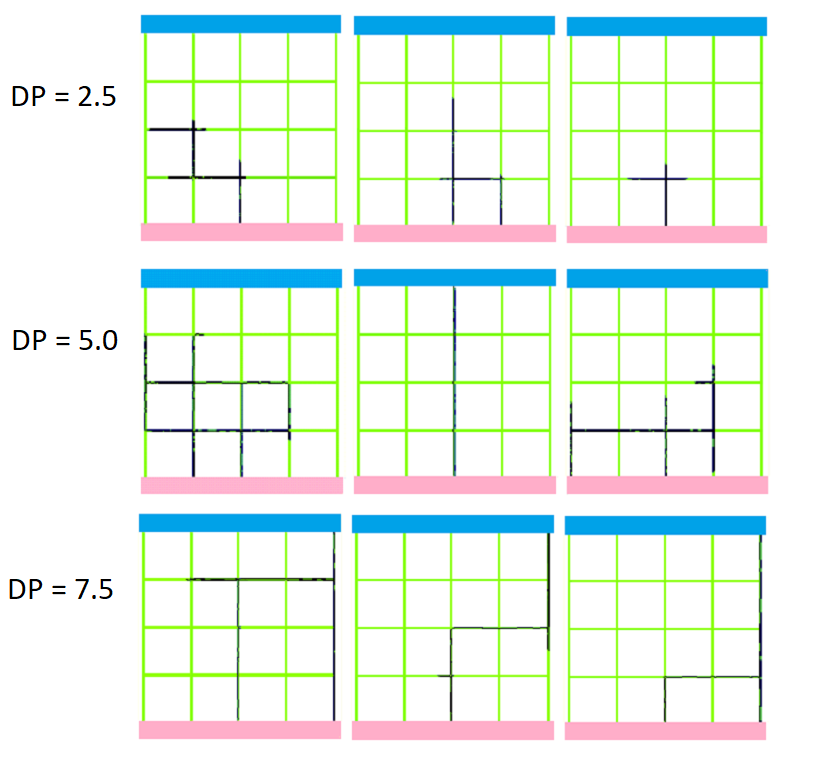 DP = 2.5
DP = 5.0
DP = 7.5